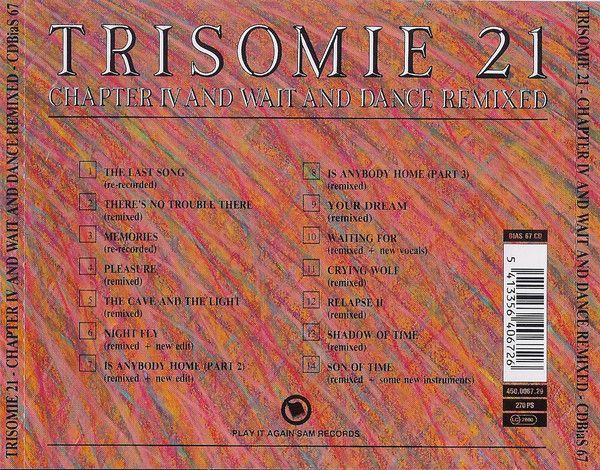 TRISOMIE 21
CHAPTER IV AND WAIT AND DANCE REMIXED
TRISOMIE 21 - CHAPTER IV AND WAIT AND DANCE REMIXED - CDBiaS 67
1 THE LAST SONG
(re-recorded)
2 THERE'S NO TROUBLE THERE
(remixed)
3 MEMORIES
(re-recorded)
4 PLEASURE
(remixed)
5 THE CAVE AND THE LIGHT
(remixed)
6 NIGHT FLY
(remixed + new edit)
7 IS ANYBODY HOME (PART 2)
(remixed + new edit)
8 IS ANYBODY HOME (PART 3)
(remixed)
9 YOUR DREAM
(remixed)
10 WAITING FOR
(remixed + new vocals)
11 CRYING WOLF
(remixed)
12 RELAPSE II
(remixed)
13 SHADOW OF TIME
(remixed)
14 SON OF TIME
(remixed + some new instruments)
BIAS 67 CD
5 413356 406726
450.0067.29
270 PS
LC 7880
PLAY IT AGAIN SAM RECORDS
TRISOMIE 21 - CHAPTER IV AND WAIT AND DANCE REMIXED - CDBiaS 67